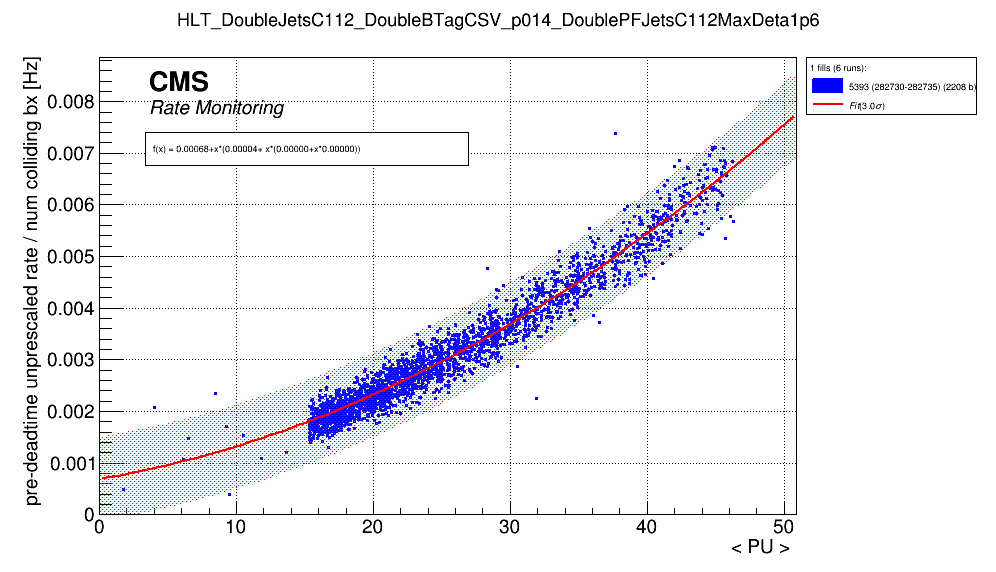 HLT_DoubleJetsC112_DoubleBTagCSV_p014_DoublePFJetsC112MaxDeta1p6
pre-deadtime unprescaled rate / num colliding bx [Hz]
CMS
Rate Monitoring
f(x) = 0.00068+x*(0.00004+ x*(0.00000+x*0.00000))
1 fills (6 runs):
5393 (282730-282735) (2208 b)
Fit(3.0σ)
0.008
0.007
0.006
0.005
0.004
0.003
0.002
0.001
0
0 10 20 30 40 50
< PU >